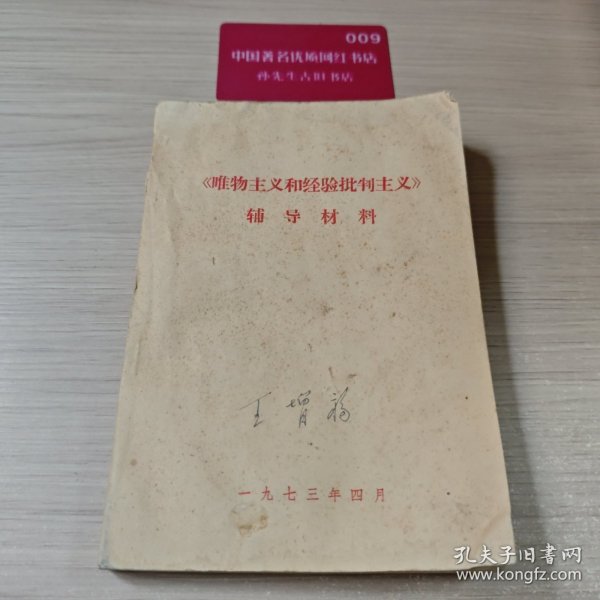 009
中国著名优质网红书店
孙先生古旧书店
《唯物主义和经验批判主义》
辅导材料
王增福
一九七三年四月
孔夫子旧书网
www.kongfz.com